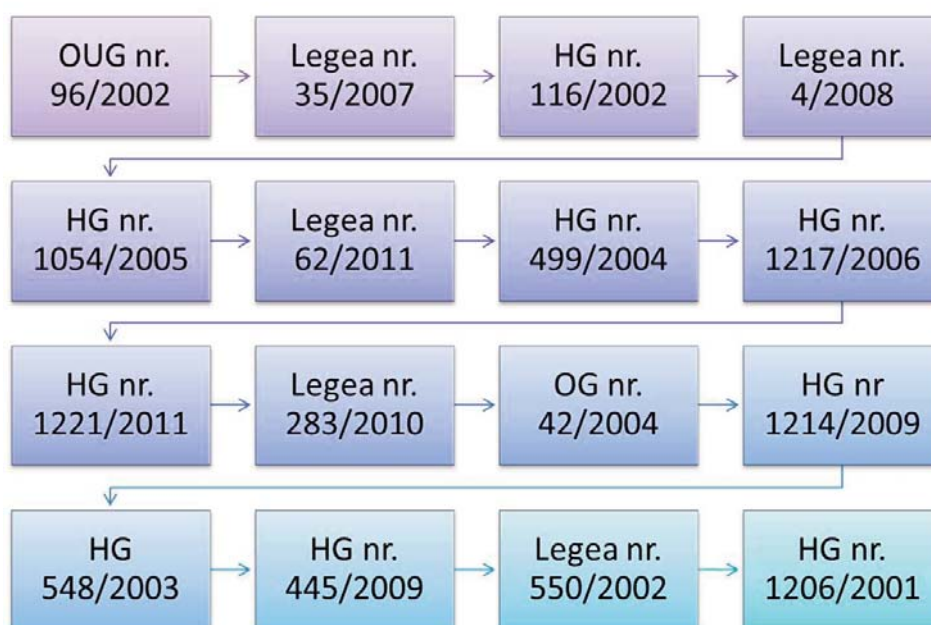 OUG nr.
96/2002
Legea nr.
35/2007
HG nr.
116/2002
Legea nr.
4/2008
HG nr.
1054/2005
Legea nr.
62/2011
HG nr.
499/2004
HG nr.
1217/2006
HG nr.
1221/2011
Legea nr.
283/2010
OG nr.
42/2004
HG nr
1214/2009
HG
548/2003
HG nr.
445/2009
Legea nr.
550/2002
HG nr.
1206/2001